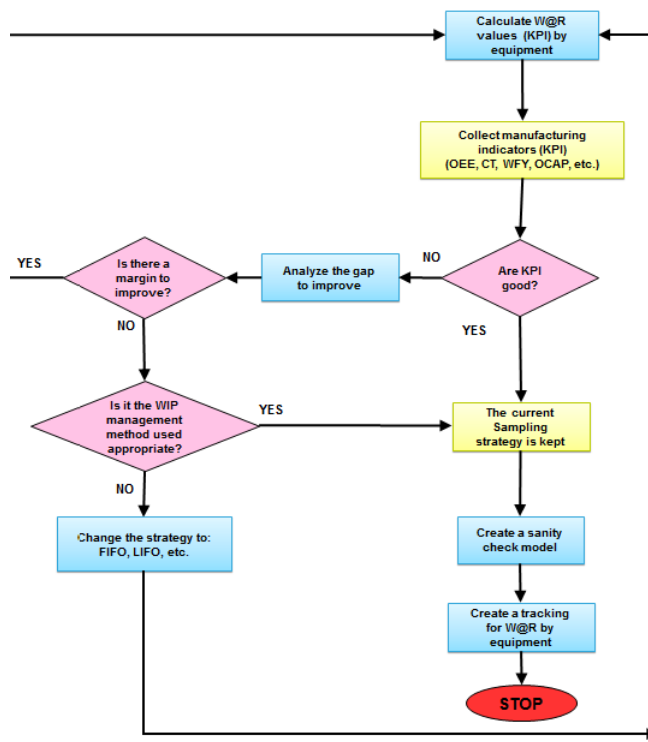 Calculate W@R
values (KPI) by
equipment
Collect manufacturing
indicators (KPI)
(OEE, CT, WFY, OCAP, etc.)
YES
Is there a
margin to
improve?
Analyze the gap
to improve
NO
Are KPI
good?
NO
YES
Is it the WIP
management
method used
appropriate?
YES
The current
Sampling
strategy is kept
NO
Change the strategy to:
FIFO, LIFO, etc.
Create a sanity
check model
Create a tracking
for W@R by
equipment
STOP